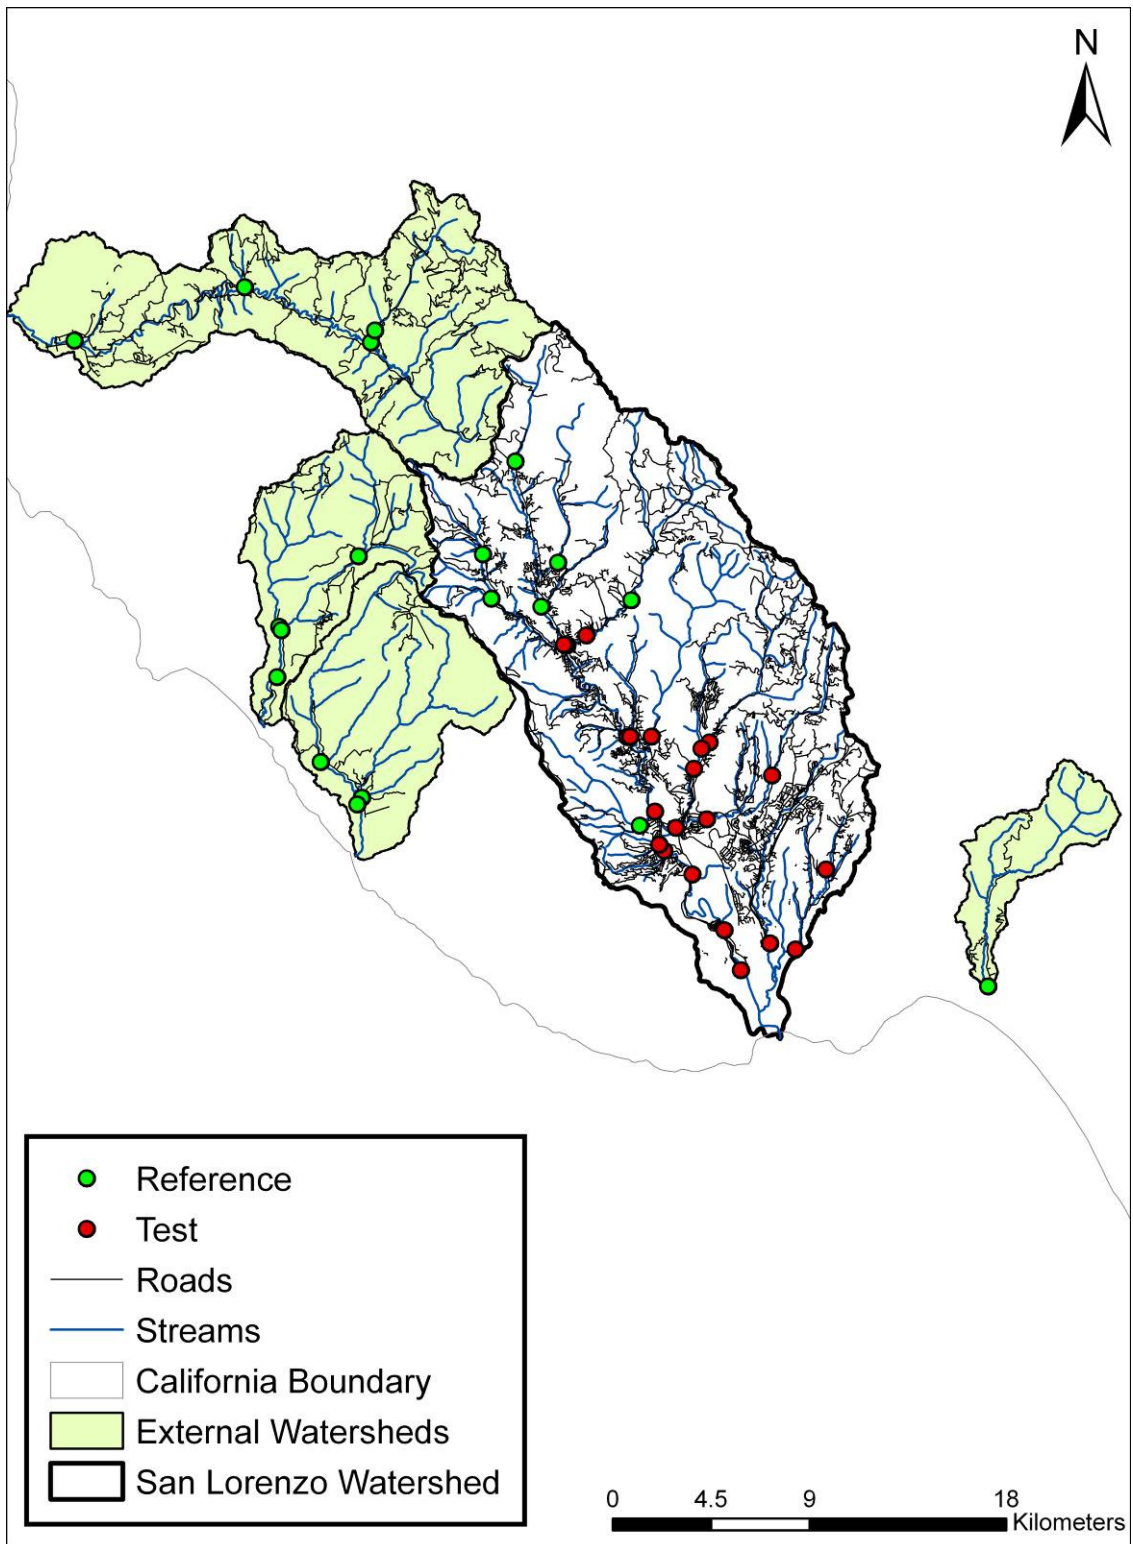 N
Reference
Test
Roads
Streams
California Boundary
External Watersheds
San Lorenzo Watershed
0 4.5 9 18
Kilometers